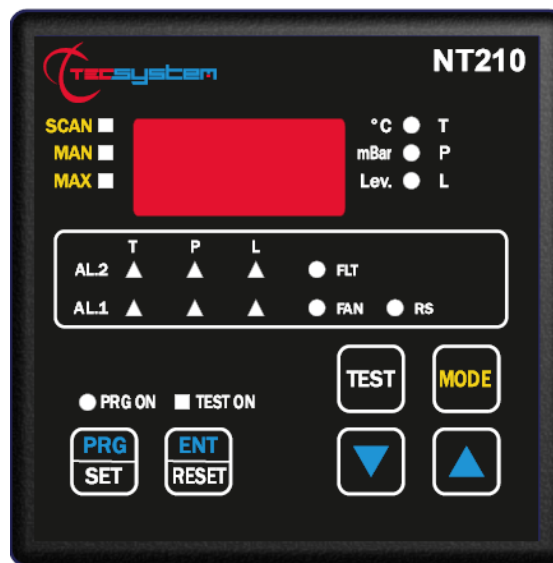 TECSYSTEM
NT210
SCAN
°C T
MAN
mBar P
MAX
Lev. L
T P L
AL.2 FLT
AL.1 FAN RS
TEST MODE
PRG ON TEST ON
PRG ENT
SET RESET